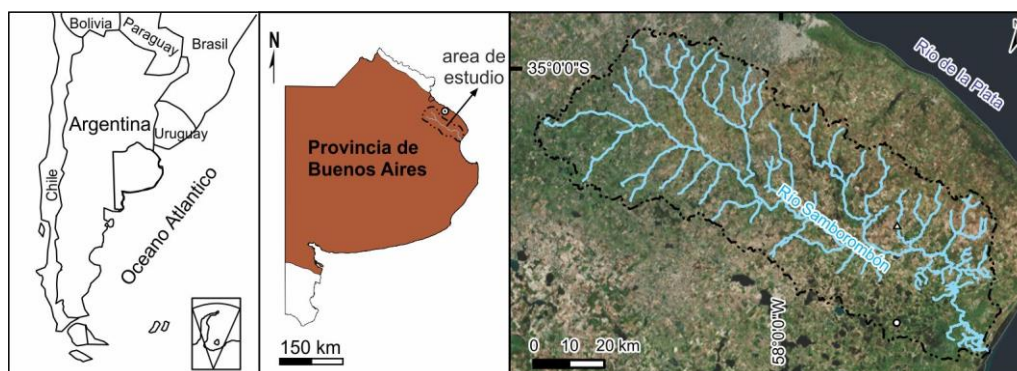 Bolivia
Paraguay
Brasil
Argentina
Uruguay
Chile
Oceano Atlantico
N
area de
estudio
Provincia de
Buenos Aires
150 km
35°0'0"S
Río de la Plata
Río Samborombón
58°0'0"W
0 10 20 km